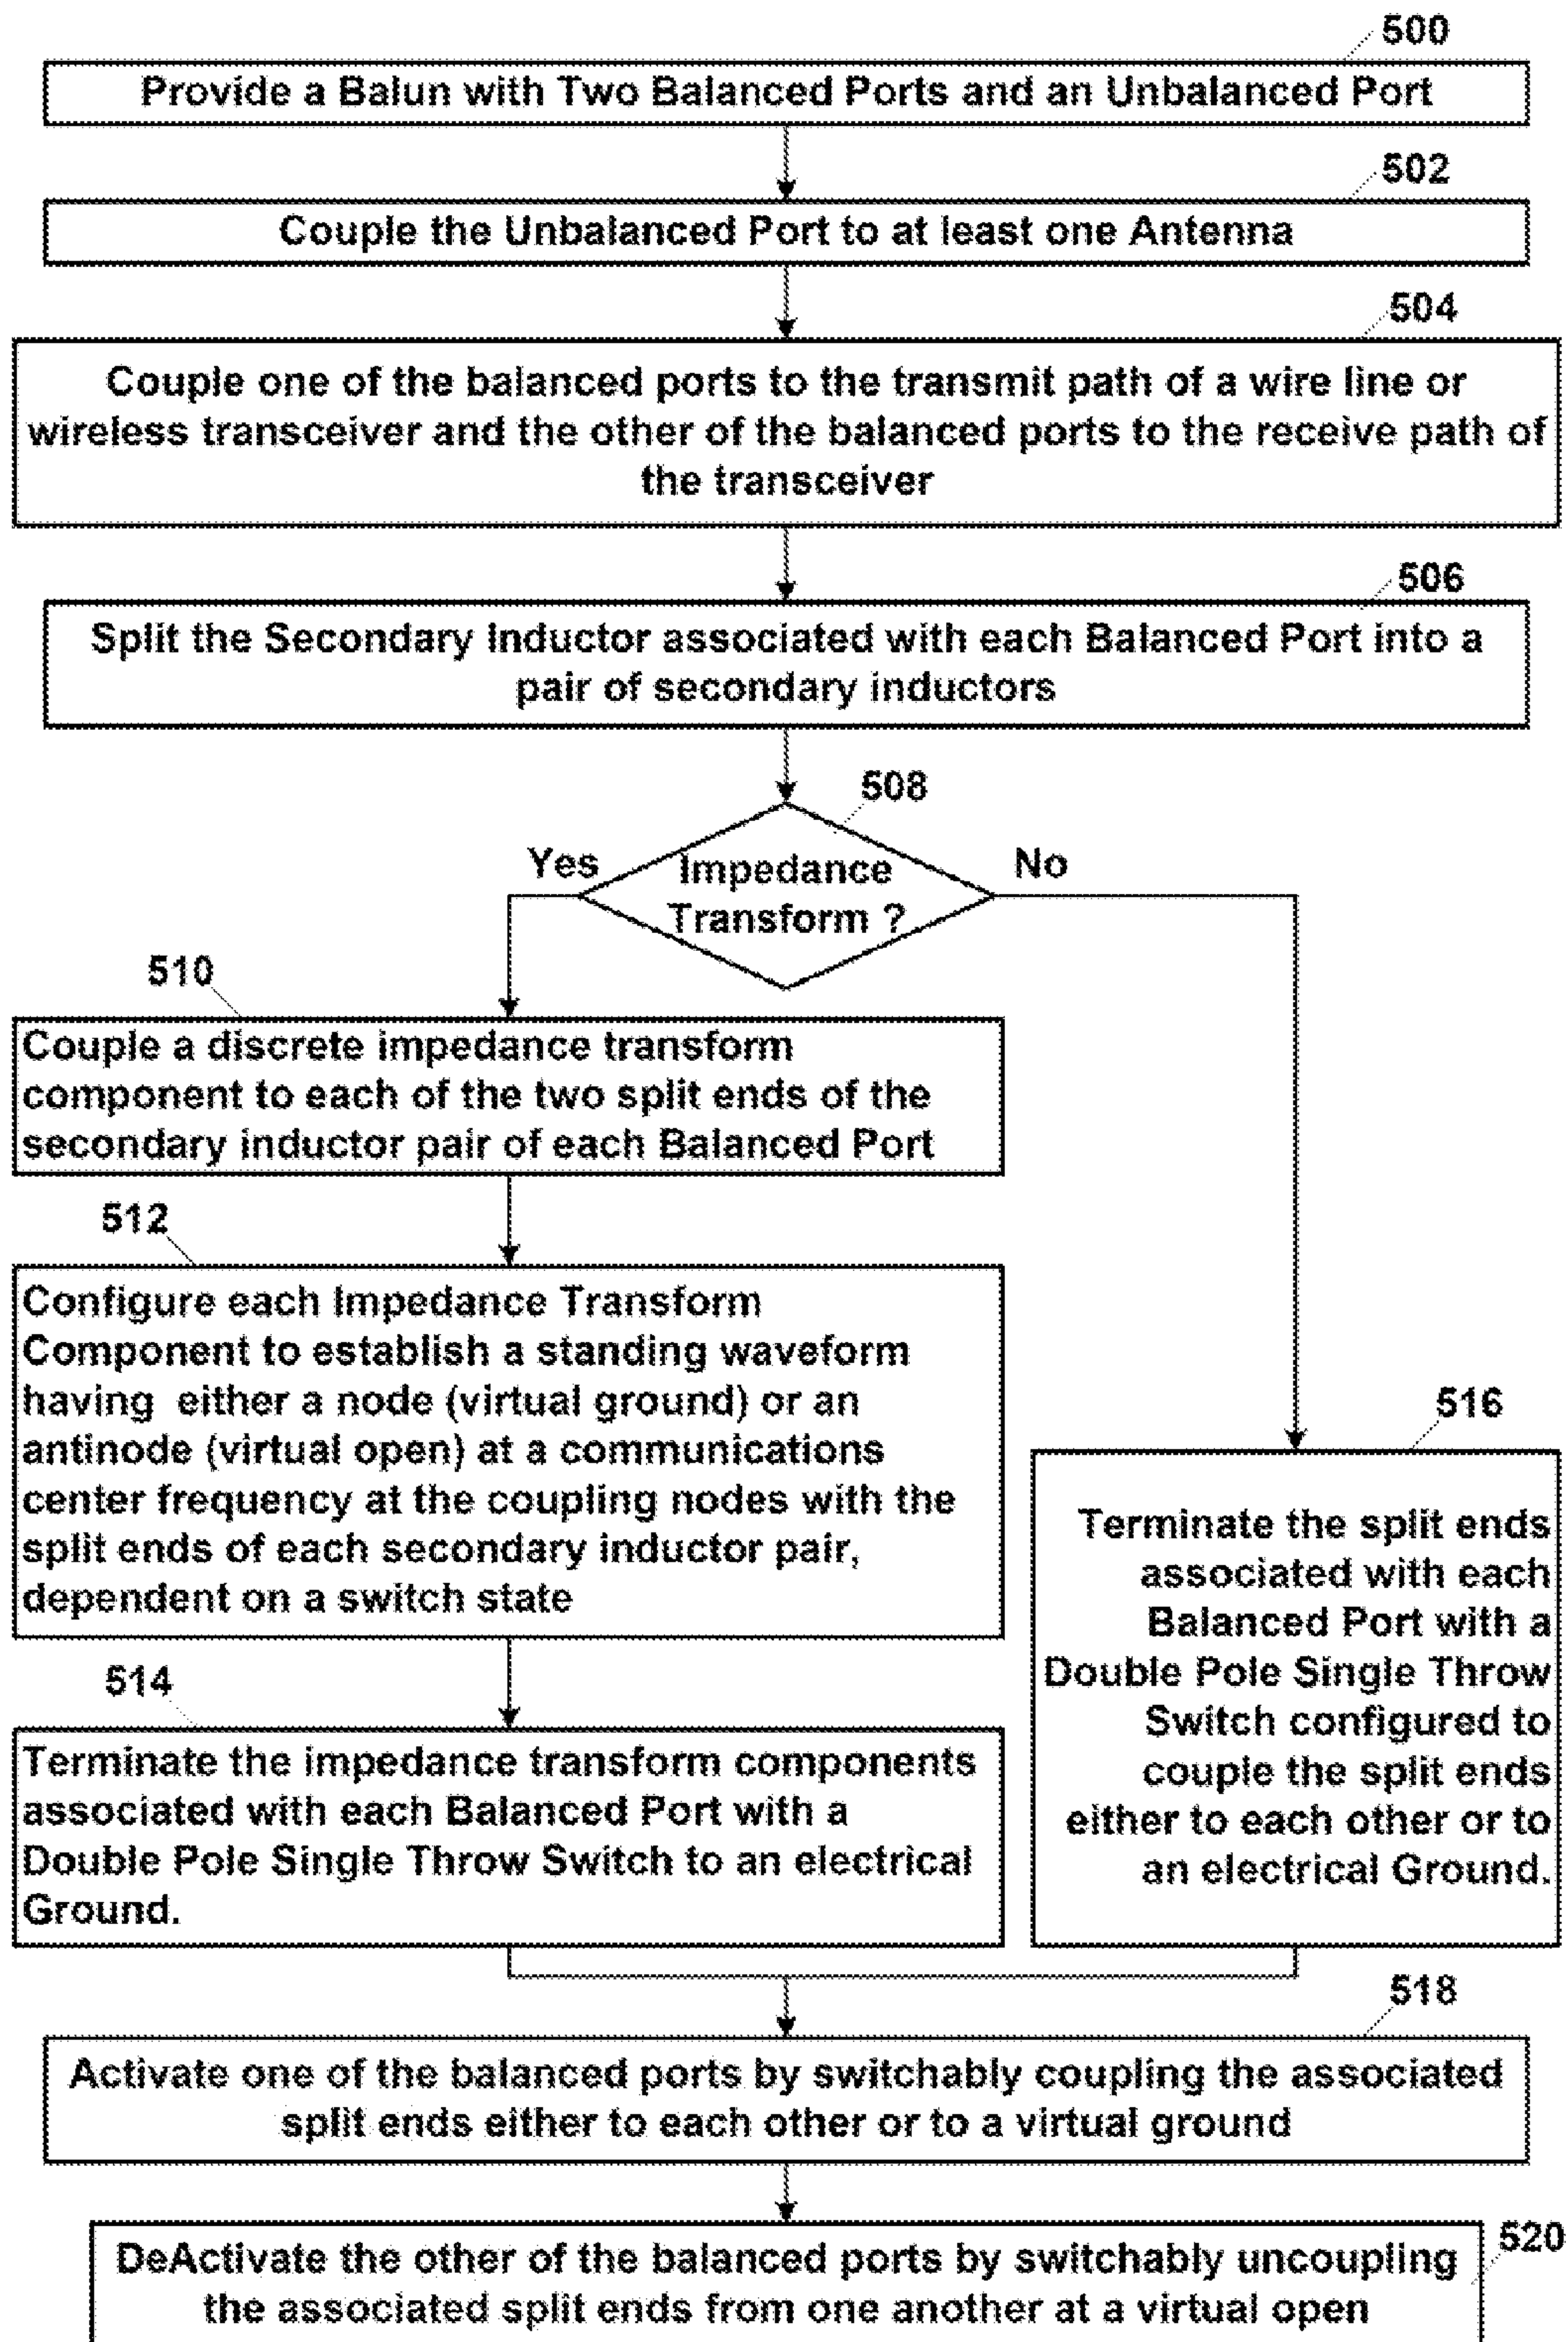 500
Provide a Balun with Two Balanced Ports and an Unbalanced Port
502
Couple the Unbalanced Port to at least one Antenna
504
Couple one of the balanced ports to the transmit path of a wire line or
wireless transceiver and the other of the balanced ports to the receive path of
the transceiver
506
Split the Secondary Inductor associated with each Balanced Port into a
pair of secondary inductors
508
Yes
Impedance
Transform ?
No
510
Couple a discrete impedance transform
component to each of the two split ends of the
secondary inductor pair of each Balanced Port
512
Configure each Impedance Transform
Component to establish a standing waveform
having either a node (virtual ground) or an
antinode (virtual open) at a communications
center frequency at the coupling nodes with the
split ends of each secondary inductor pair,
dependent on a switch state
514
Terminate the impedance transform components
associated with each Balanced Port with a
Double Pole Single Throw Switch to an electrical
Ground.
516
Terminate the split ends
associated with each
Balanced Port with a
Double Pole Single Throw
Switch configured to
couple the split ends
either to each other or to
an electrical Ground.
518
Activate one of the balanced ports by switchably coupling the associated
split ends either to each other or to a virtual ground
520
DeActivate the other of the balanced ports by switchably uncoupling
the associated split ends from one another at a virtual open